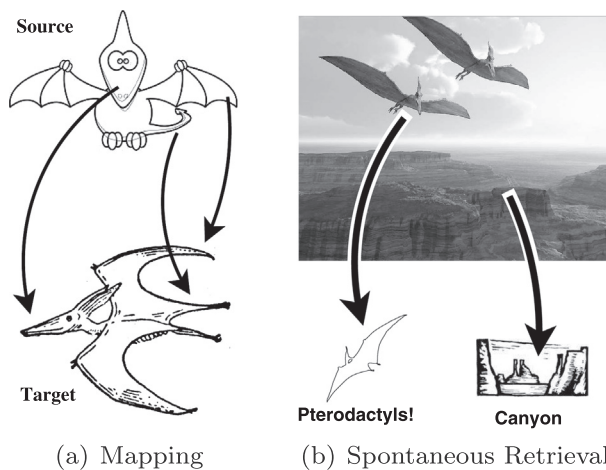 Source
Target
Pterodactyls!
Canyon
(a) Mapping
(b) Spontaneous Retrieval